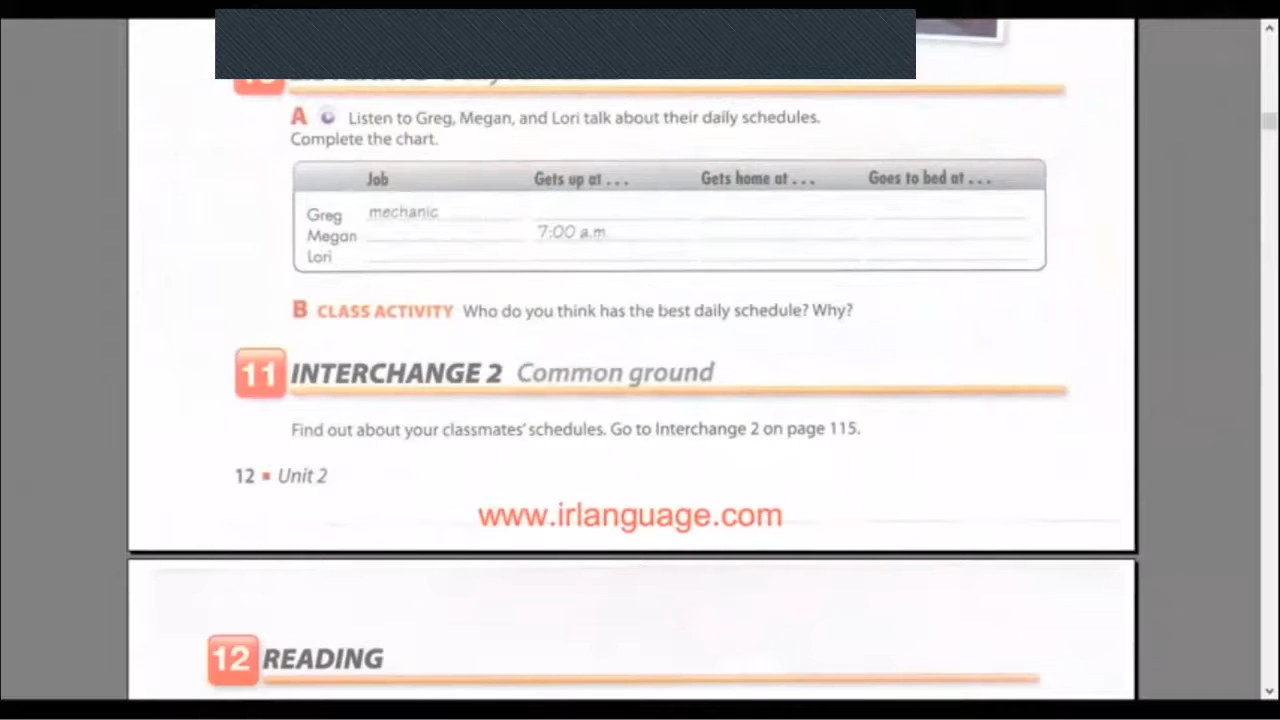 A Listen to Greg, Megan, and Lori talk about their daily schedules.
Complete the chart.
Job Gets up at ... Gets home at ... Goes to bed at ...
Greg mechanic
Megan 7:00 a.m.
Lori
B CLASS ACTIVITY Who do you think has the best daily schedule? Why?
11 INTERCHANGE 2 Common ground
Find out about your classmates' schedules. Go to Interchange 2 on page 115.
12 ▪ Unit 2
www.irlanguage.com
12 READING